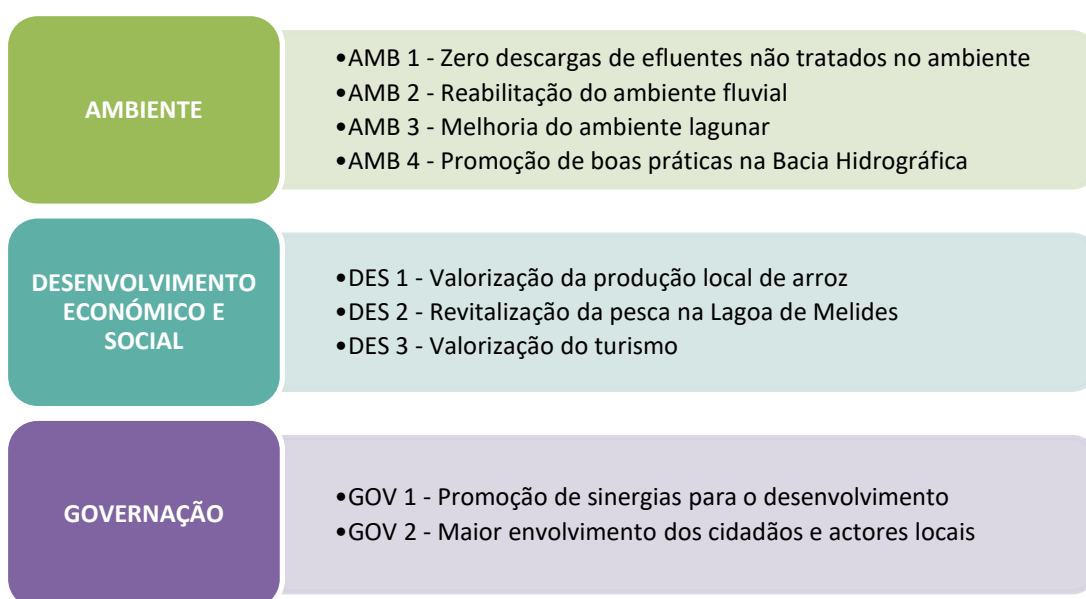 AMBIENTE
•AMB 1 - Zero descargas de efluentes não tratados no ambiente
•AMB 2 - Reabilitação do ambiente fluvial
•AMB 3 - Melhoria do ambiente lagunar
•AMB 4 - Promoção de boas práticas na Bacia Hidrográfica
DESENVOLVIMENTO
ECONÓMICO E
SOCIAL
•DES 1 - Valorização da produção local de arroz
•DES 2 - Revitalização da pesca na Lagoa de Melides
•DES 3 - Valorização do turismo
GOVERNAÇÃO
•GOV 1 - Promoção de sinergias para o desenvolvimento
•GOV 2 - Maior envolvimento dos cidadãos e actores locais